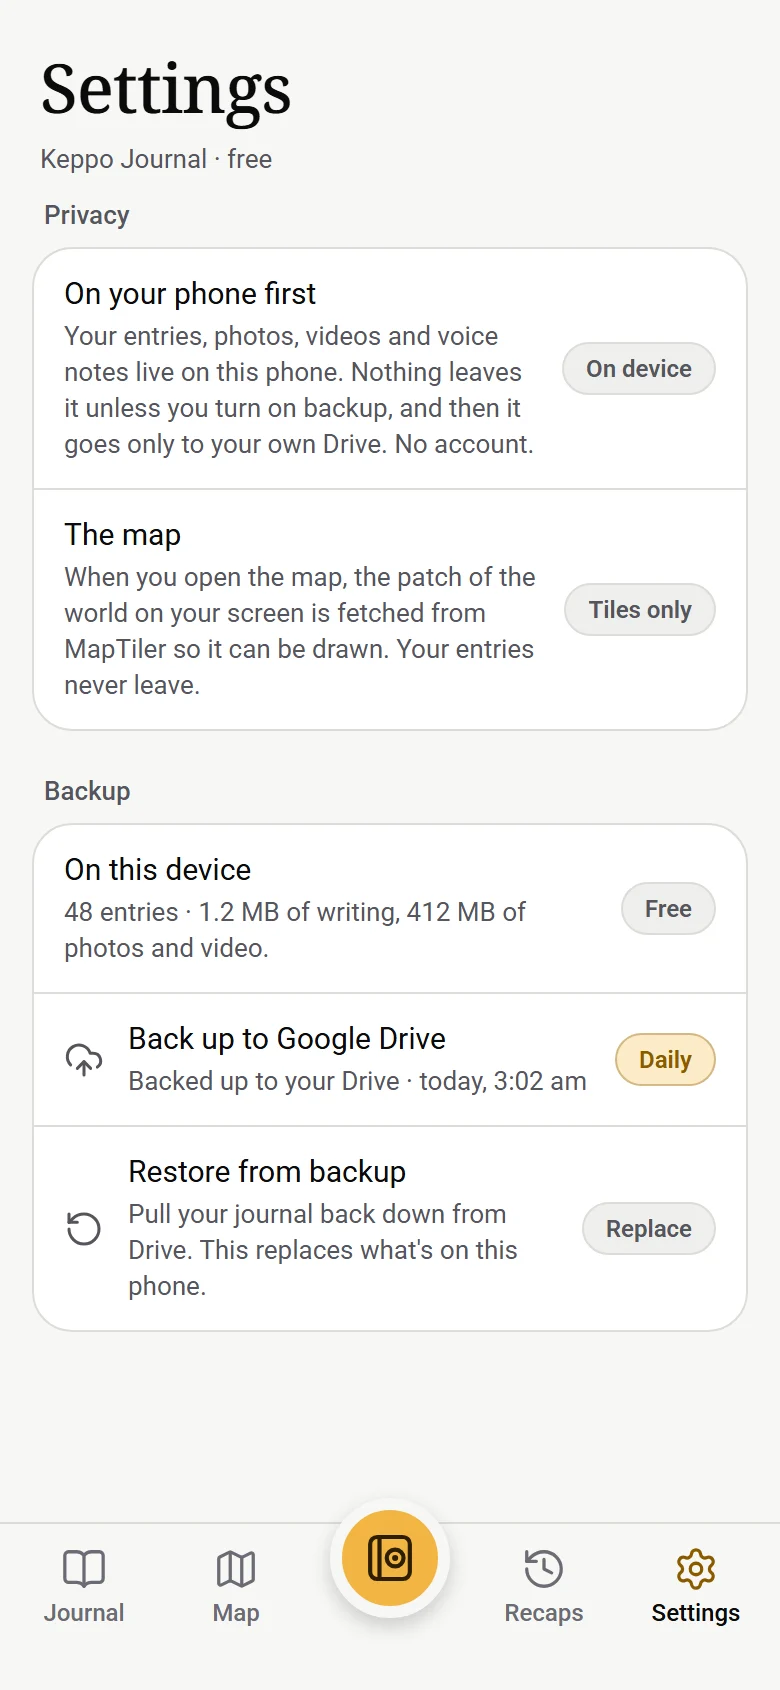 Settings
Keppo Journal · free
Privacy
On your phone first
Your entries, photos, videos and voice
notes live on this phone. Nothing leaves
it unless you turn on backup, and then it
goes only to your own Drive. No account.
On device
The map
When you open the map, the patch of the
world on your screen is fetched from
MapTiler so it can be drawn. Your entries
never leave.
Tiles only
Backup
On this device
48 entries · 1.2 MB of writing, 412 MB of
photos and video.
Free
Back up to Google Drive
Backed up to your Drive · today, 3:02 am
Daily
Restore from backup
Pull your journal back down from
Drive. This replaces what's on this
phone.
Replace
Journal
Map
Recaps
Settings